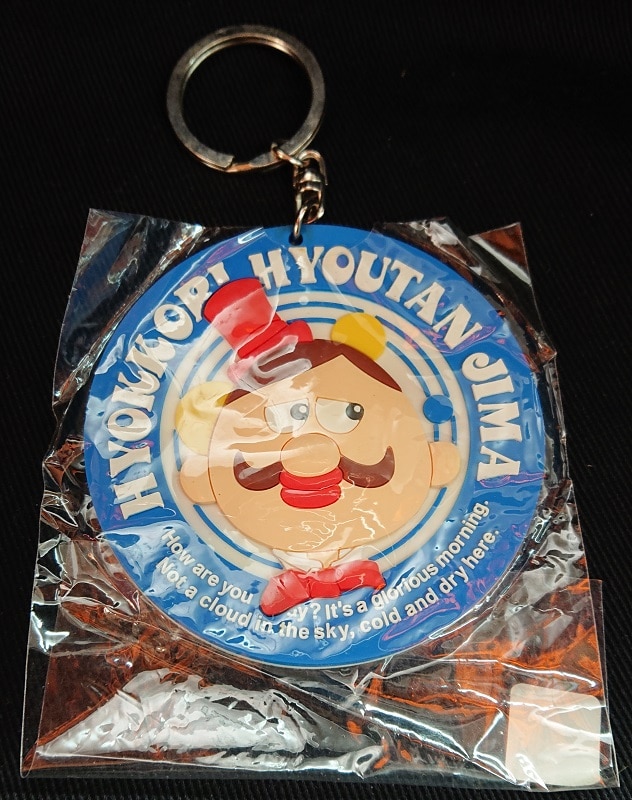 HYOKKORI HYOUTAN JIMA
How are you ? It's a glorious morning.
Not a cloud in the sky, cold and dry here.